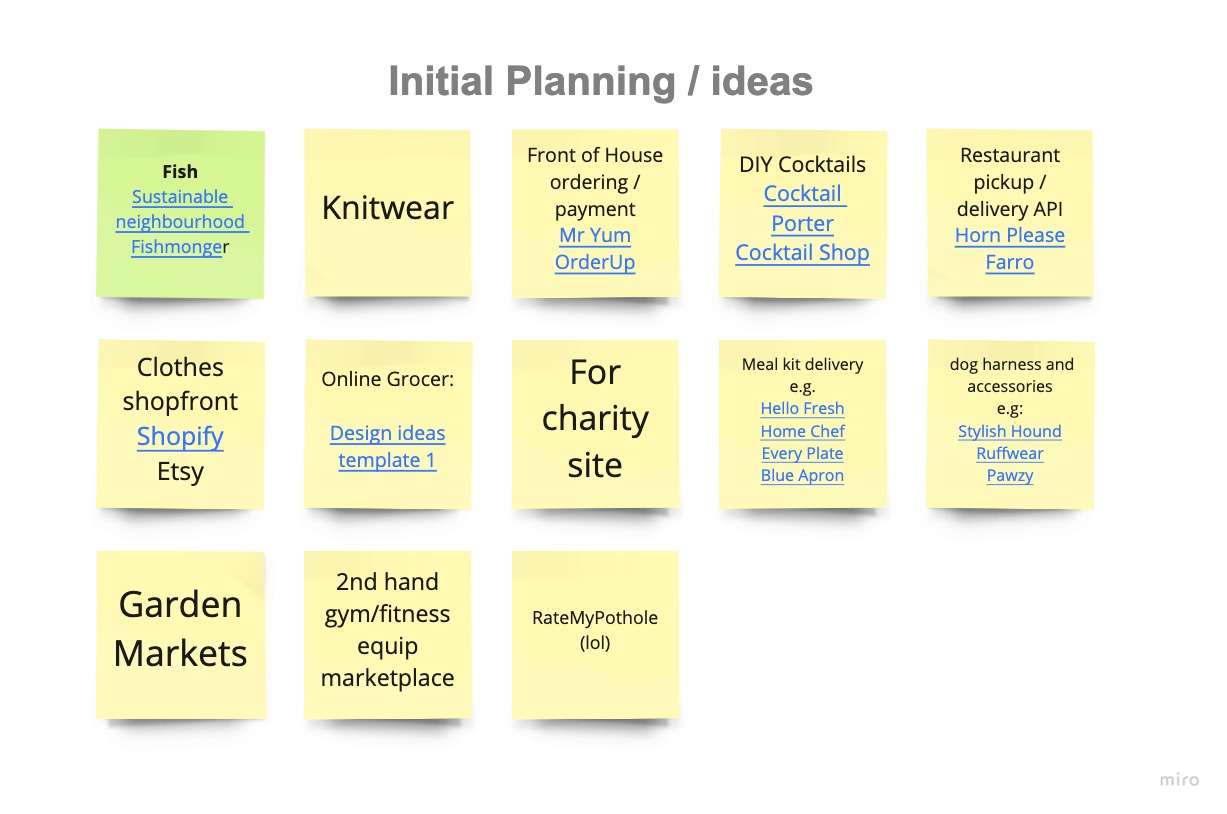 Initial Planning / ideas
Fish
Sustainable
neighbourhood
Fishmonger
Knitwear
Front of House
ordering /
payment
Mr Yum
OrderUp
DIY Cocktails
Cocktail
Porter
Cocktail Shop
Restaurant
pickup /
delivery API
Horn Please
Farro
Clothes
shopfront
Shopify
Etsy
Online Grocer:
Design ideas
template 1
For
charity
site
Meal kit delivery
e.g.
Hello Fresh
Home Chef
Every Plate
Blue Apron
dog harness and
accessories
e.g:
Stylish Hound
Ruffwear
Pawzy
Garden
Markets
2nd hand
gym/fitness
equip
marketplace
RateMyPothole
(lol)
miro